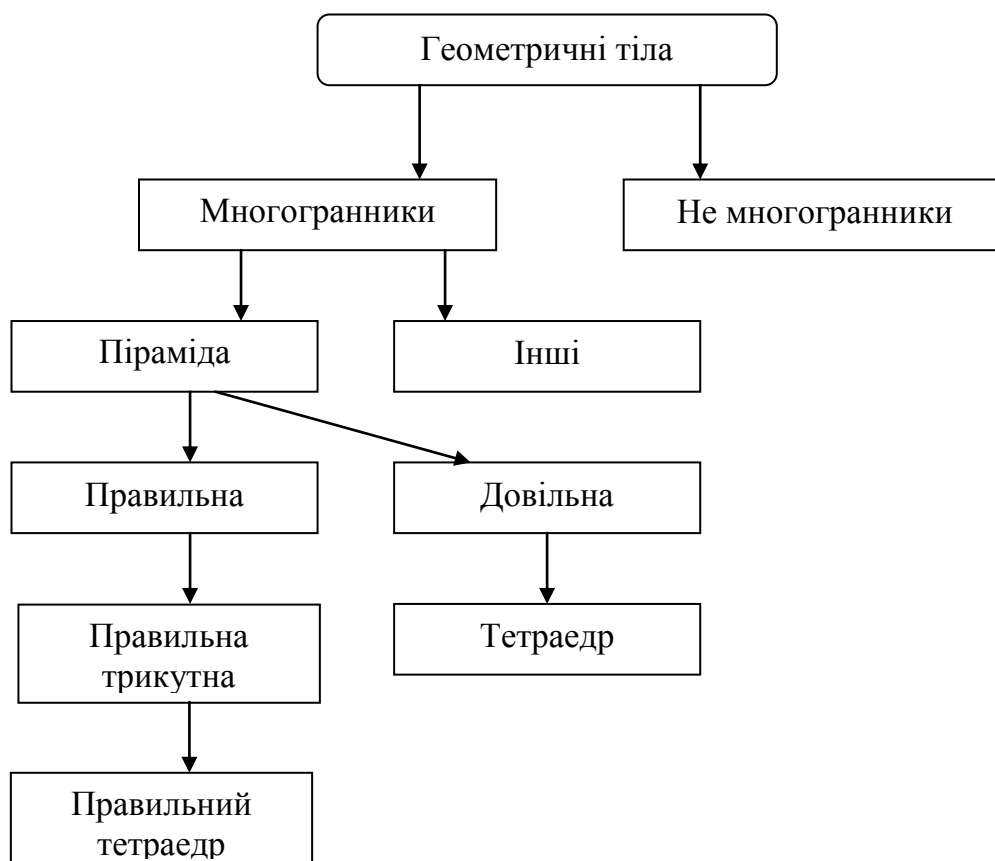 Геометричні тіла
Многогранники
Не многогранники
Піраміда
Інші
Правильна
Довільна
Правильна
трикутна
Тетраедр
Правильний
тетраедр